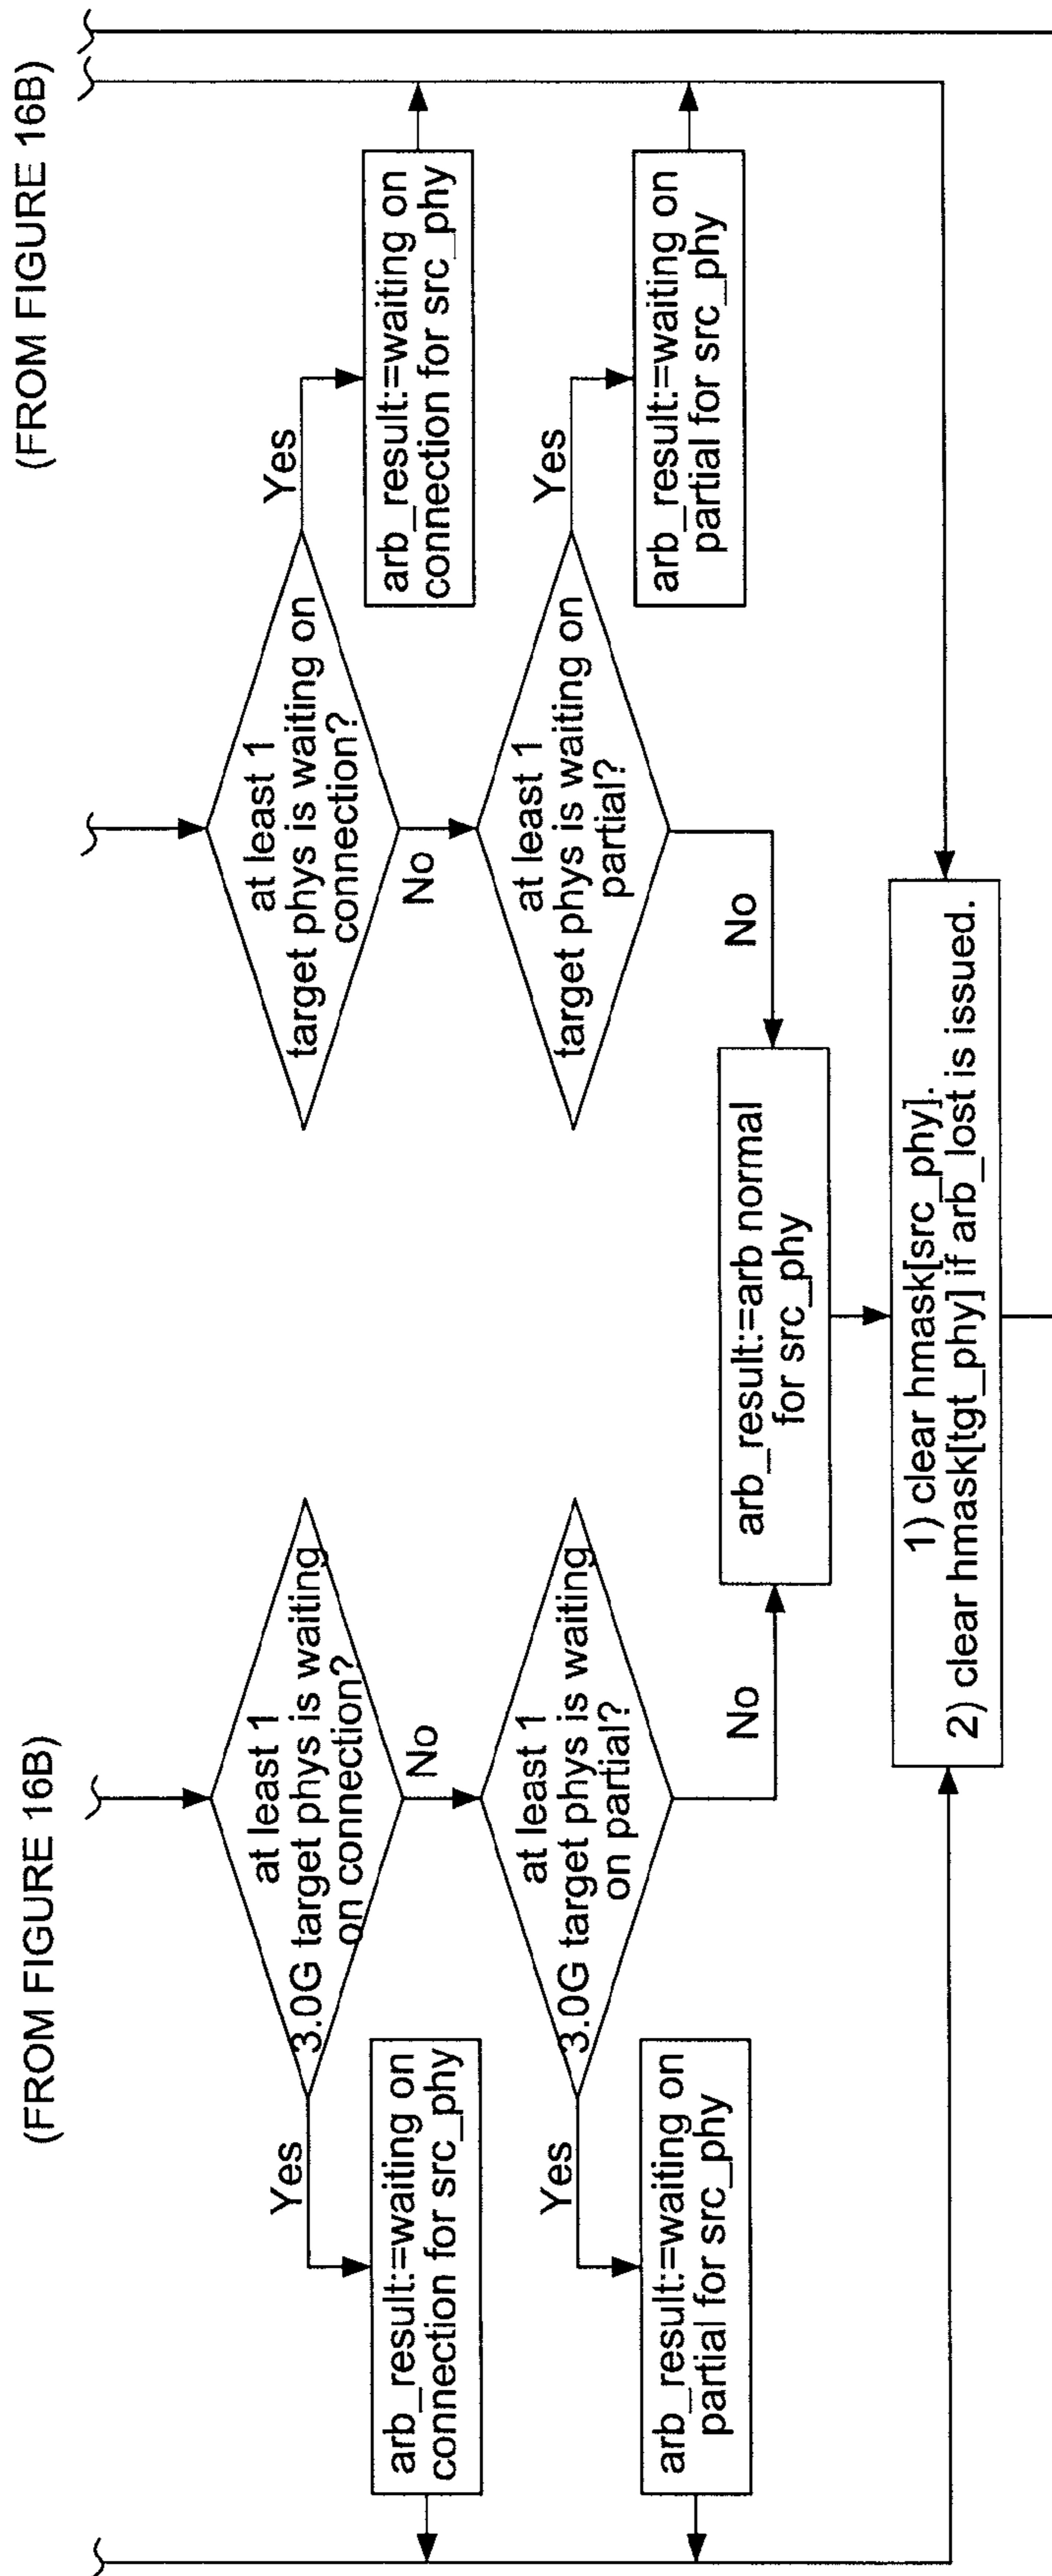 (FROM FIGURE 16B)
(FROM FIGURE 16B)
at least 1
3.0G target phys is waiting
on connection?
Yes
No
arb_result:=waiting on
connection for src_phy
at least 1
3.0G target phys is waiting
on partial?
Yes
No
arb_result:=waiting on
partial for src_phy
at least 1
target phys is waiting on
connection?
Yes
No
arb_result:=waiting on
connection for src_phy
at least 1
target phys is waiting on
partial?
Yes
No
arb_result:=waiting on
partial for src_phy
arb_result:=arb normal
for src_phy
1) clear hmask[src_phy].
2) clear hmask[tgt_phy] if arb_lost is issued.